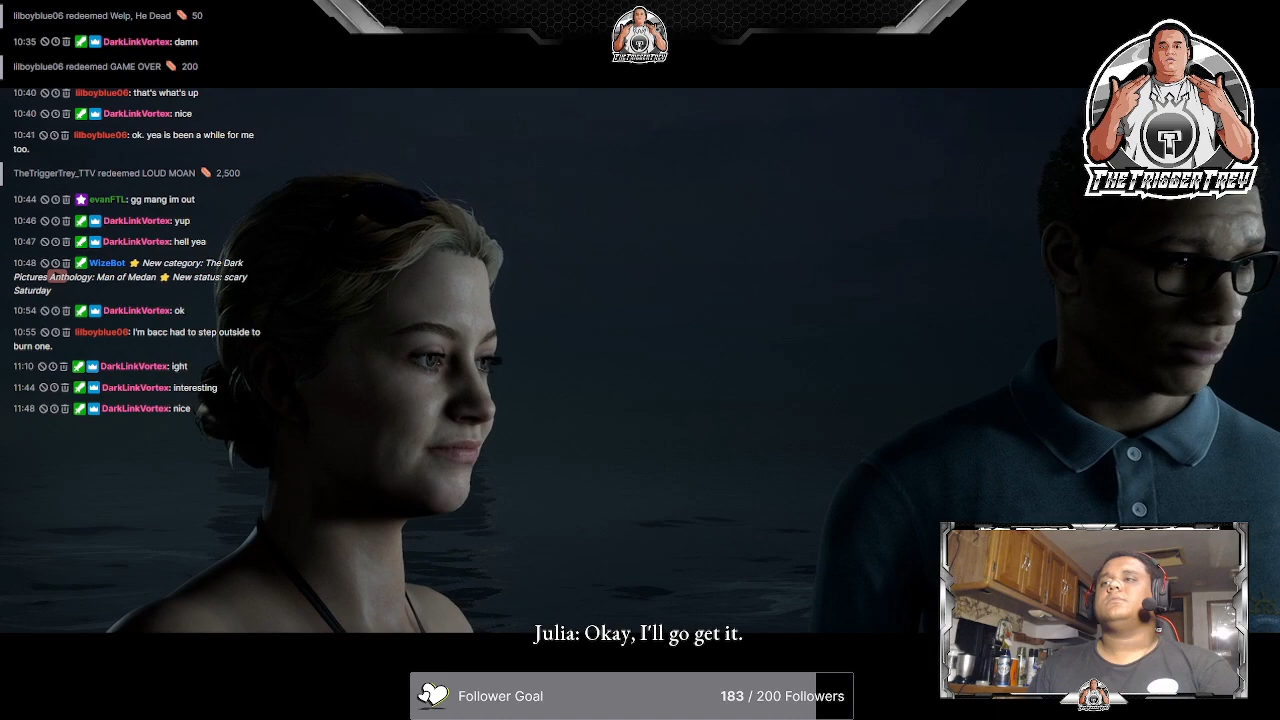 lilboyblue06 redeemed Welp, He Dead 50
10:35 DarkLinkVortex: damn
lilboyblue06 redeemed GAME OVER 200
10:40 lilboyblue06: that's what's up
10:40 DarkLinkVortex: nice
10:41 lilboyblue06: ok. yea is been a while for me
too.
TheTriggerTrey_TTV redeemed LOUD MOAN 2,500
10:44 evanFTL: gg mang im out
10:46 DarkLinkVortex: yup
10:47 DarkLinkVortex: hell yea
10:48 WizeBot New category: The Dark
Pictures Anthology: Man of Medan New status: scary
Saturday
10:54 DarkLinkVortex: ok
10:55 lilboyblue06: I'm bacc had to step outside to
burn one.
11:10 DarkLinkVortex: ight
11:44 DarkLinkVortex: interesting
11:48 DarkLinkVortex: nice
T
TheTriggerTrey
T
TheTriggerTrey
Julia: Okay, I'll go get it.
Follower Goal 183 / 200 Followers